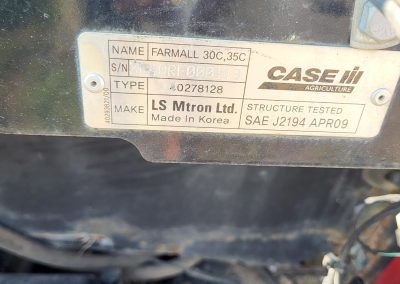 NAME FARMALL 30C,35C
S/N
TYPE 40278128
MAKE LS Mtron Ltd.
Made in Korea
CASE IH
AGRICULTURE
STRUCTURE TESTED
SAE J2194 APR09